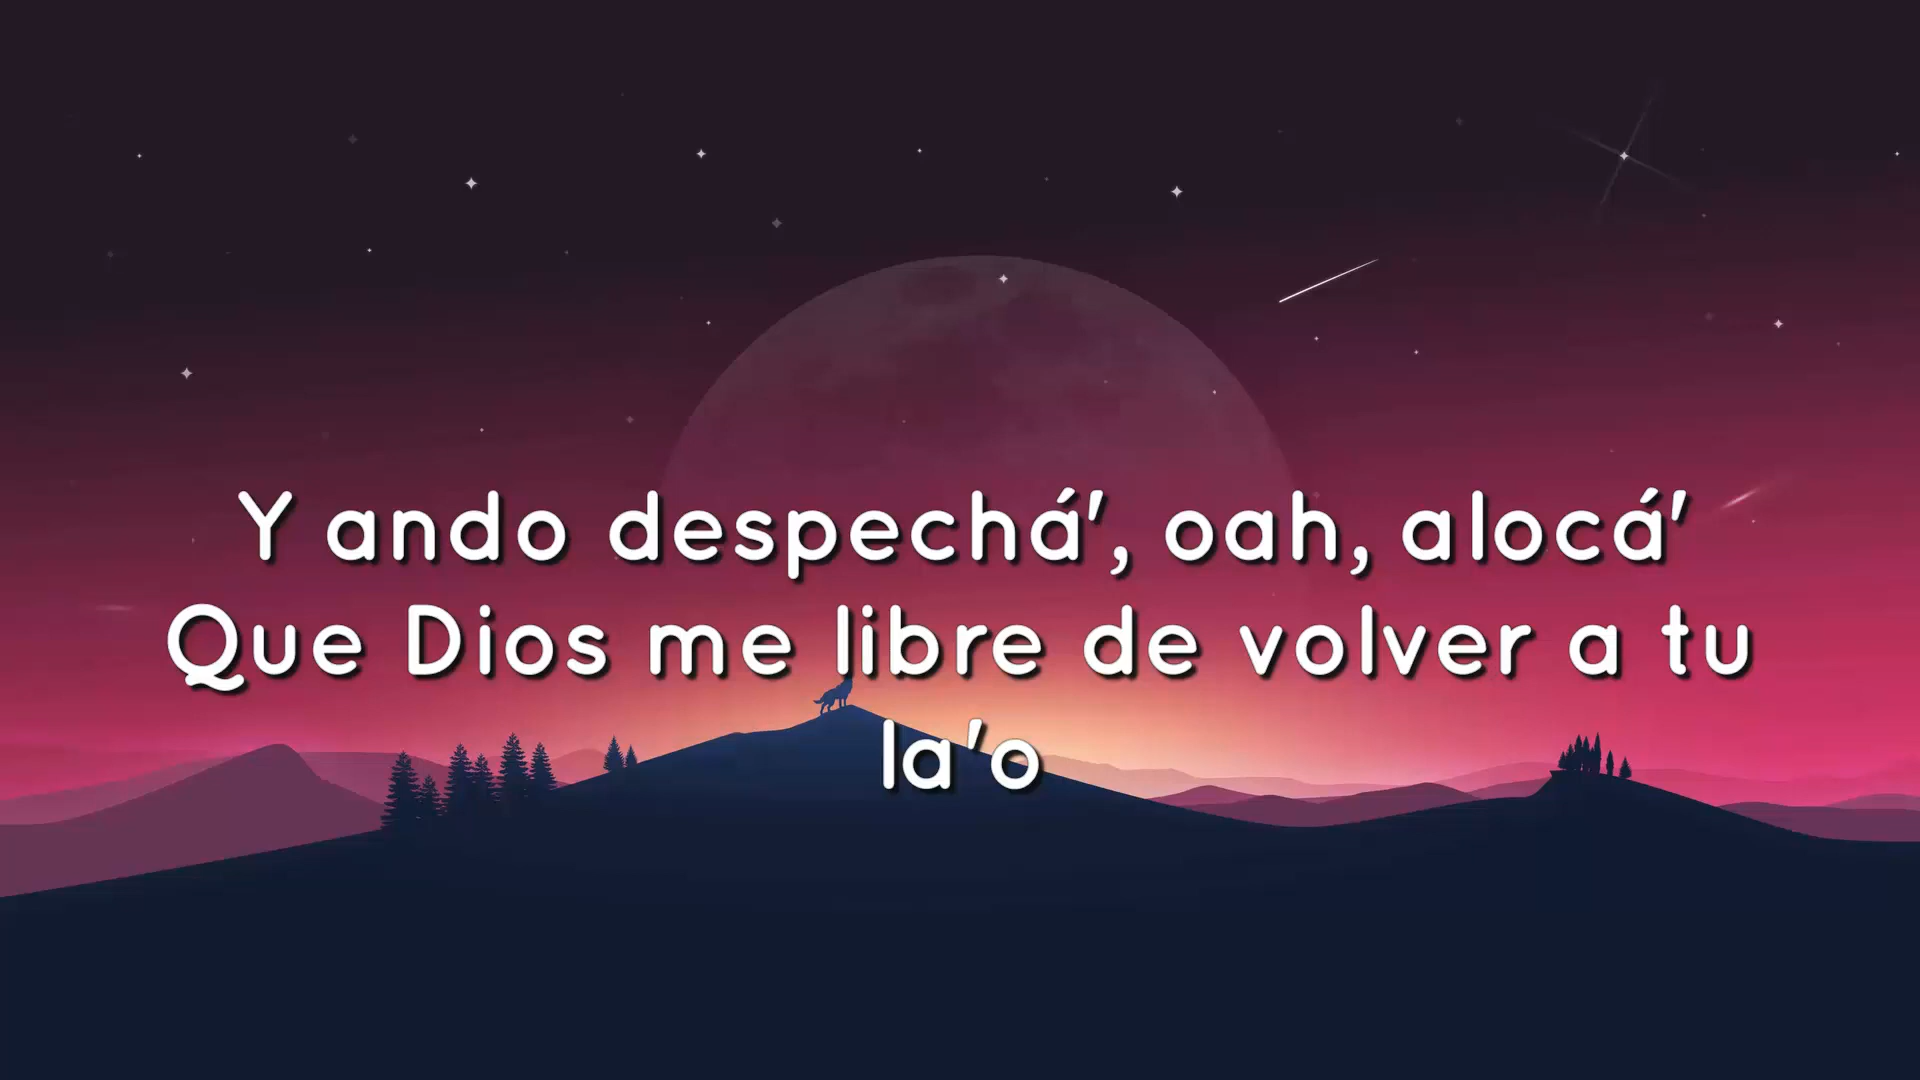 Y ando despechá', oah, alocá'
Que Dios me libre de volver a tu
la'o